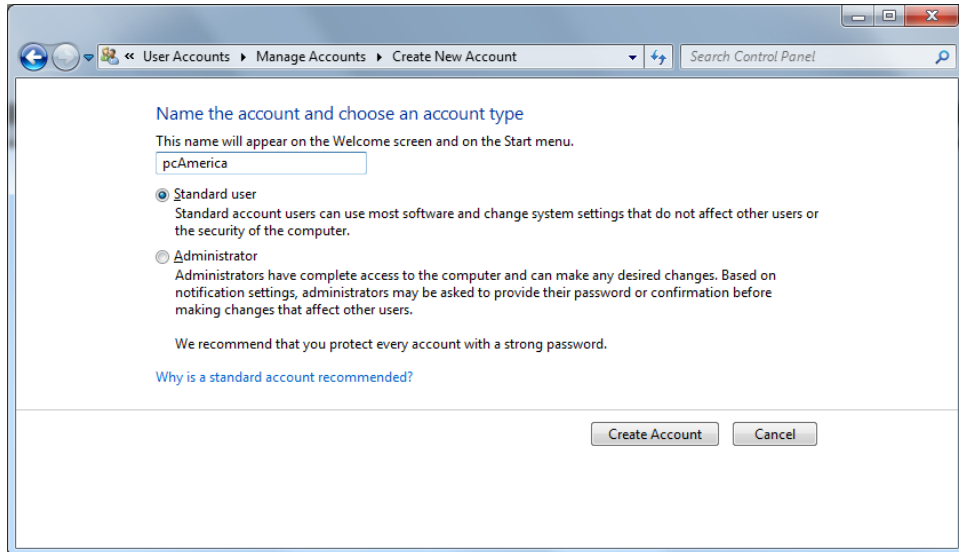 « User Accounts ▸ Manage Accounts ▸ Create New Account
Search Control Panel
Name the account and choose an account type
This name will appear on the Welcome screen and on the Start menu.
pcAmerica
Standard user
Standard account users can use most software and change system settings that do not affect other users or
the security of the computer.
Administrator
Administrators have complete access to the computer and can make any desired changes. Based on
notification settings, administrators may be asked to provide their password or confirmation before
making changes that affect other users.
We recommend that you protect every account with a strong password.
Why is a standard account recommended?
Create Account
Cancel